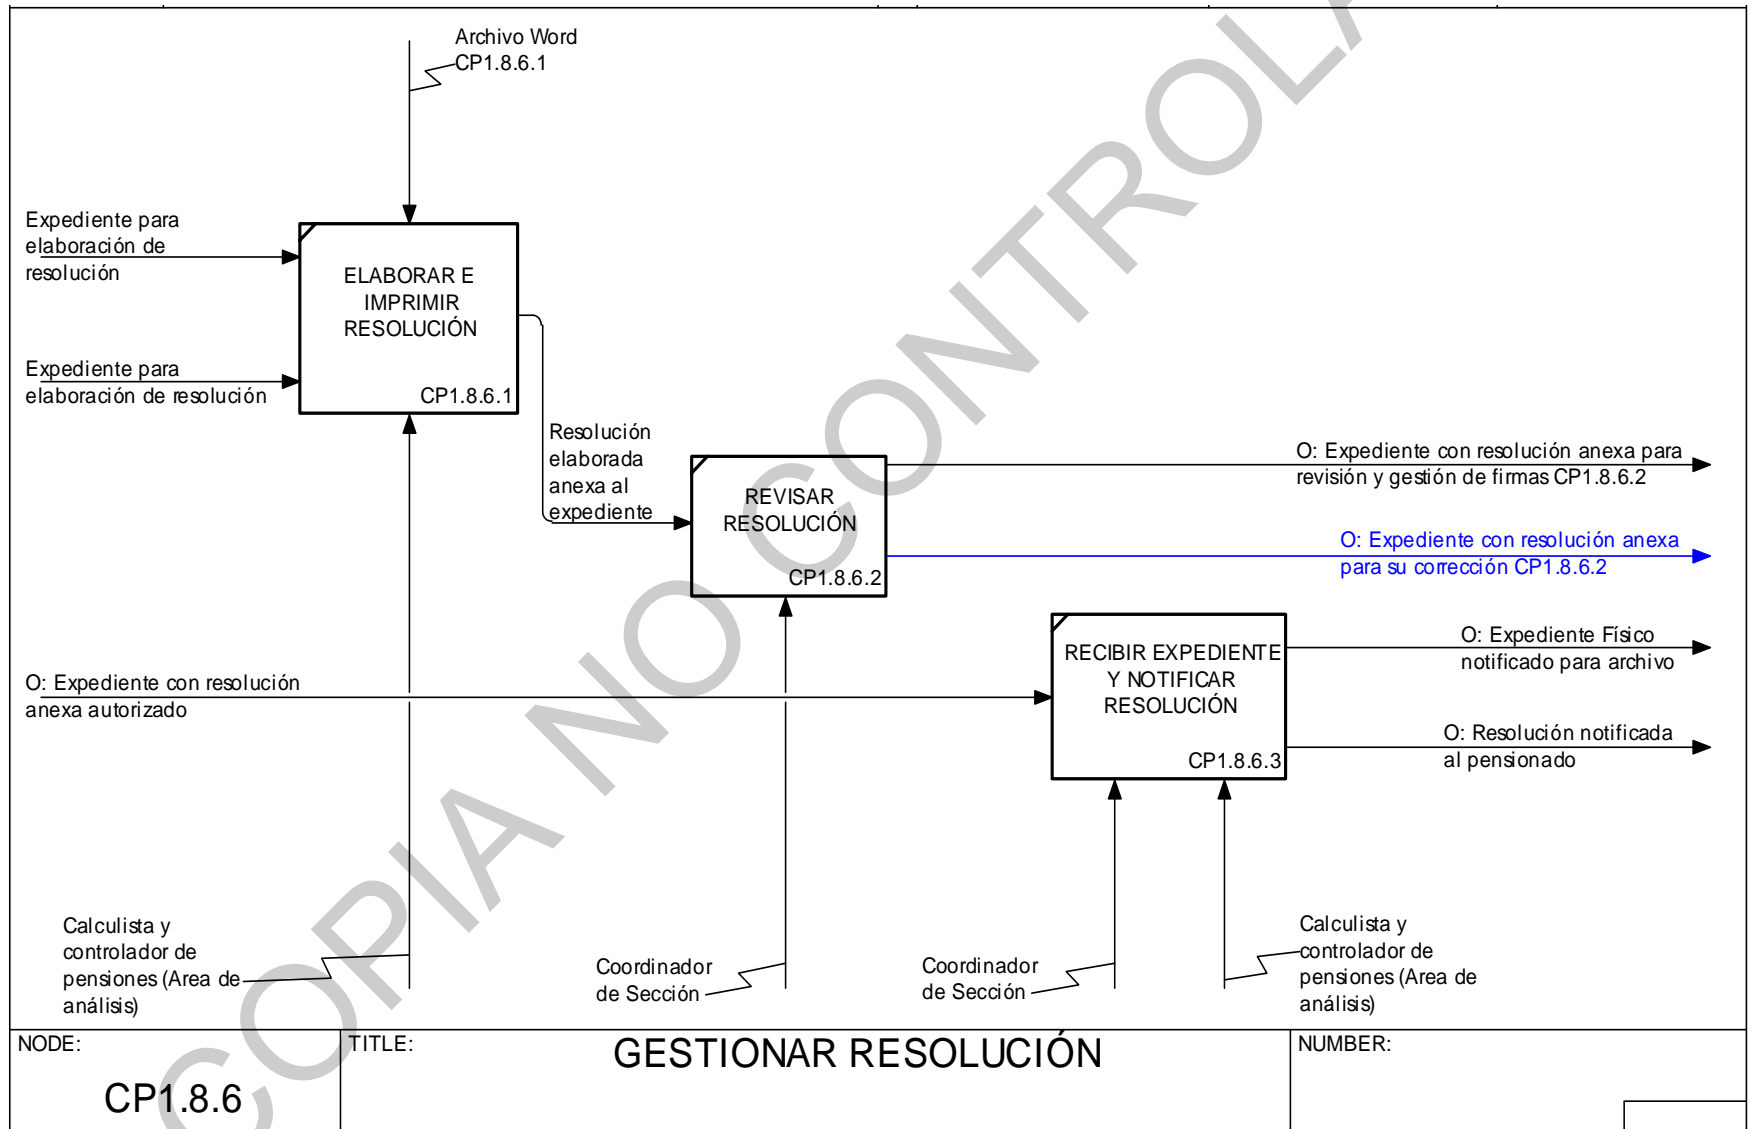 Archivo Word
CP1.8.6.1
Expediente para
elaboración de
resolución
ELABORAR E
IMPRIMIR
RESOLUCIÓN
CP1.8.6.1
Expediente para
elaboración de resolución
Resolución
elaborada
anexa al
expediente
REVISAR
RESOLUCIÓN
CP1.8.6.2
O: Expediente con resolución anexa para
revisión y gestión de firmas CP1.8.6.2
O: Expediente con resolución anexa
para su corrección CP1.8.6.2
RECIBIR EXPEDIENTE
Y NOTIFICAR
RESOLUCIÓN
CP1.8.6.3
O: Expediente Físico
notificado para archivo
O: Expediente con resolución
anexa autorizado
O: Resolución notificada
al pensionado
Calculista y
controlador de
pensiones (Area de
análisis)
Coordinador
de Sección
Coordinador
de Sección
Calculista y
controlador de
pensiones (Area de
análisis)
NODE:
CP1.8.6
TITLE:
GESTIONAR RESOLUCIÓN
NUMBER:
COPIA NO CONTROLA